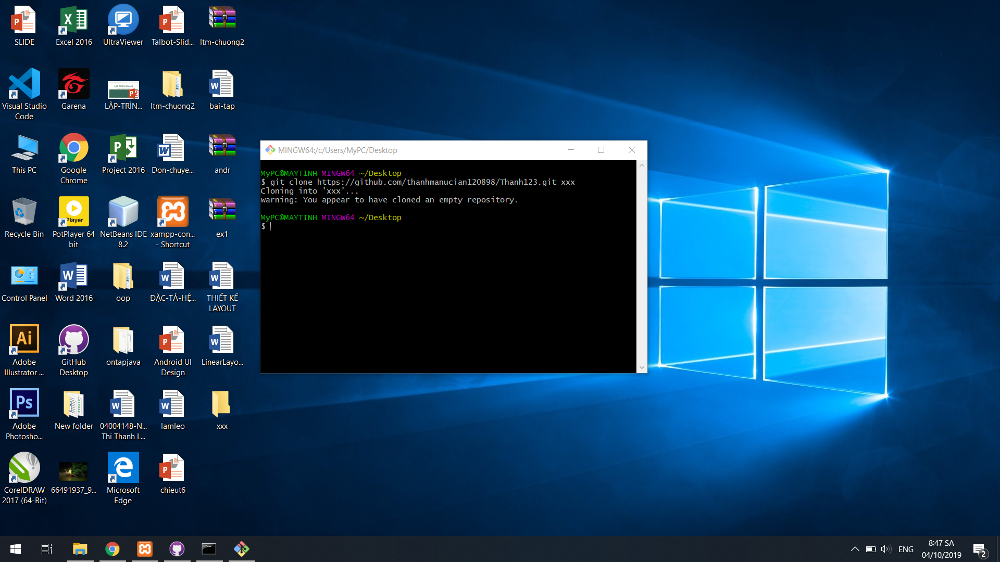 SLIDE
Excel 2016
UltraViewer
Talbot-Slid...
ltm-chuong2
Visual Studio
Code
Garena
LẬP-TRÌN...
ltm-chuong2
bai-tap
This PC
Google
Chrome
Project 2016
Don-chuye...
andr
Recycle Bin
PotPlayer 64
bit
NetBeans IDE
8.2
xampp-con...
- Shortcut
ex1
Control Panel
Word 2016
oop
ĐẶC-TẢ-HỆ...
THIẾT KẾ
LAYOUT
Adobe
Illustrator ...
GitHub
Desktop
ontapjava
Android UI
Design
LinearLayo...
Adobe
Photosho...
New folder
04004148-N...
Thị Thanh L...
lamleo
xxx
CorelDRAW
2017 (64-Bit)
66491937_9...
Microsoft
Edge
chieut6
MINGW64:/c/Users/MyPC/Desktop
MyPC@MAYTINH MINGW64 ~/Desktop
$ git clone https://github.com/thanhmanucian120898/Thanh123.git xxx
Cloning into 'xxx'...
warning: You appear to have cloned an empty repository.
MyPC@MAYTINH MINGW64 ~/Desktop
$
ENG
8:47 SA
04/10/2019
2